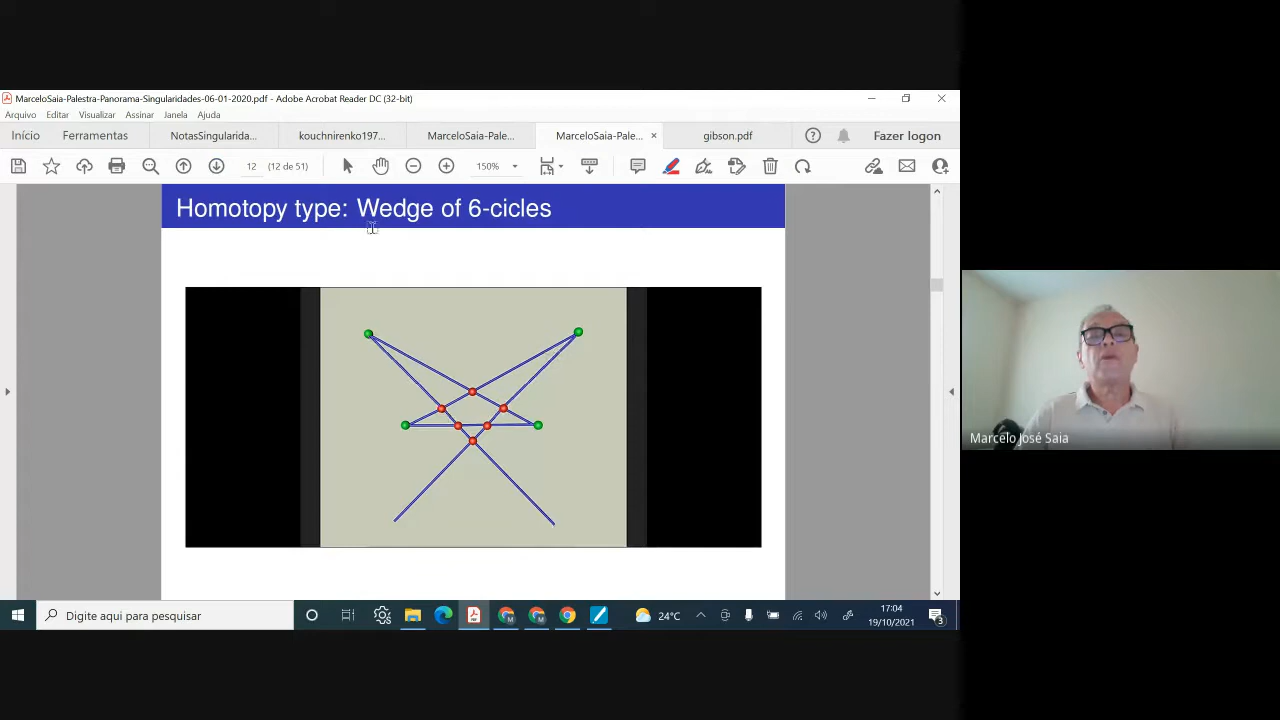 MarceloSaia-Palestra-Panorama-Singularidades-06-01-2020.pdf - Adobe Acrobat Reader DC (32-bit)
Arquivo Editar Visualizar Assinar Janela Ajuda
Início Ferramentas NotasSingularida... kouchnirenko197... MarceloSaia-Pale... MarceloSaia-Pale... × gibson.pdf Fazer logon
12 (12 de 51) 150%
Homotopy type: Wedge of 6-cicles
Marcelo José Saia
Digite aqui para pesquisar
24°C
17:04
19/10/2021
3